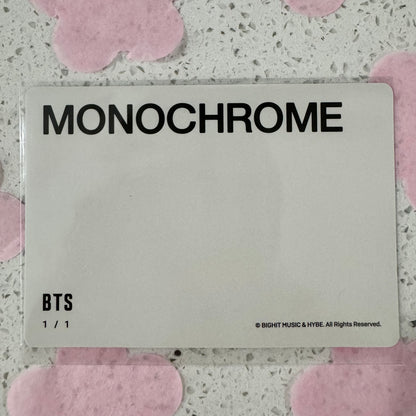 MONOCHROME
BTS
1 / 1
© BIGHIT MUSIC & HYBE. All Rights Reserved.